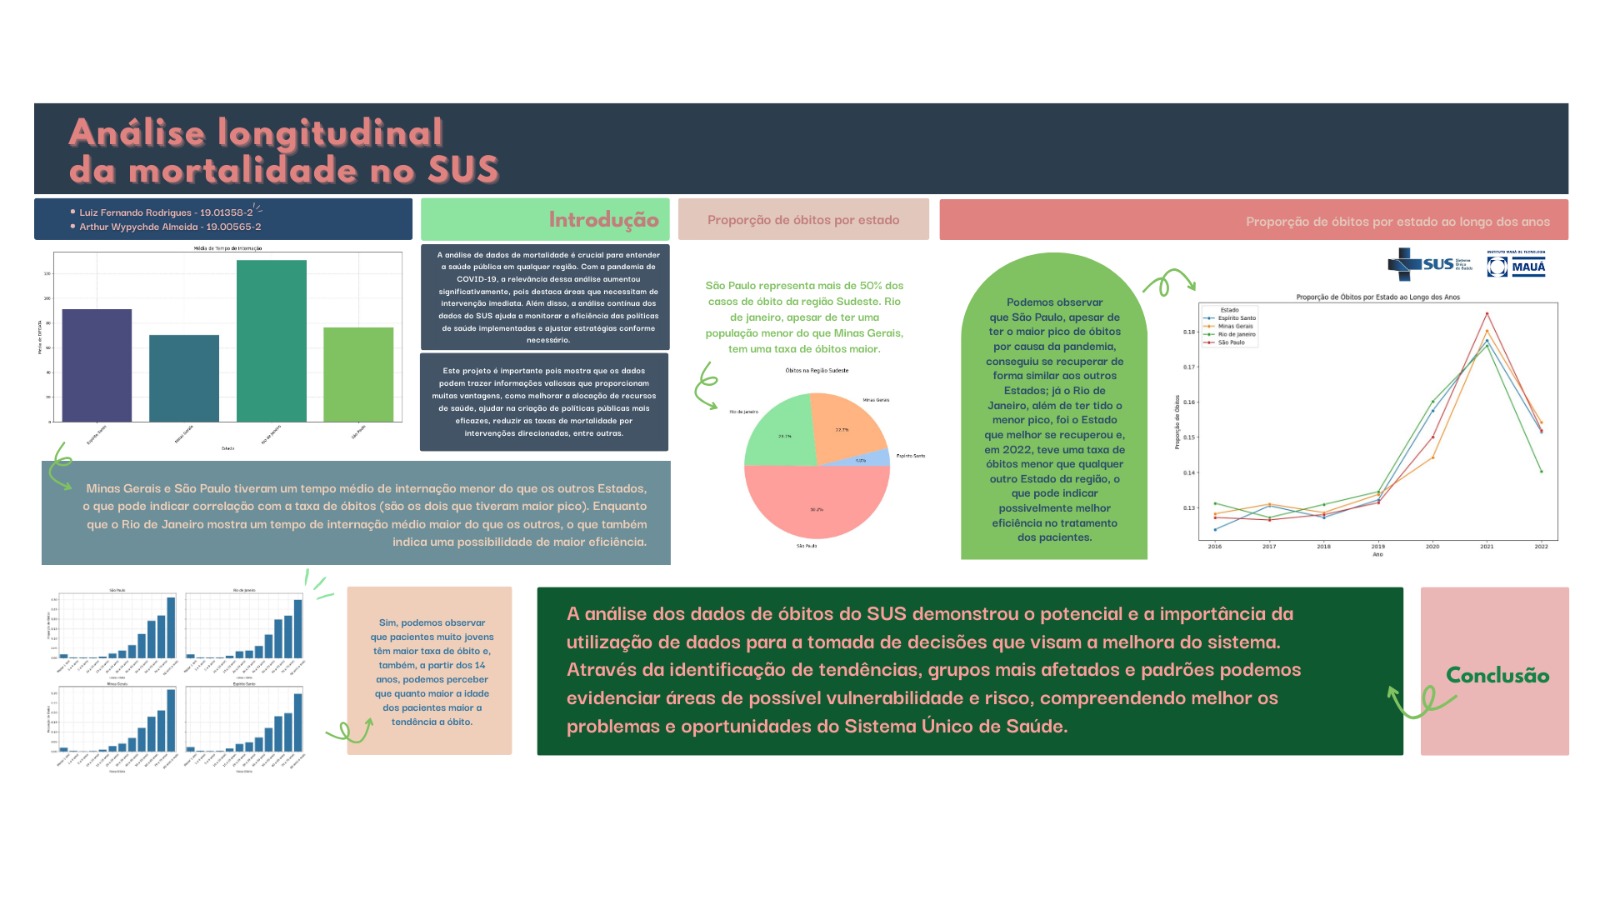 Análise longitudinal
da mortalidade no SUS
• Luiz Fernando Rodrigues - 19.01358-2
• Arthur Wypychde Almeida - 19.00565-2
Introdução
Proporção de óbitos por estado
Proporção de óbitos por estado ao longo dos anos
Média de Tempo de Internação
Espírito Santo
Minas Gerais
Rio de Janeiro
São Paulo
Estado
A análise de dados de mortalidade é crucial para entender
a saúde pública em qualquer região. Com a pandemia de
COVID-19, a relevância dessa análise aumentou
significativamente, pois destaca áreas que necessitam de
intervenção imediata. Além disso, a análise contínua dos
dados do SUS ajuda a monitorar a eficiência das políticas
de saúde implementadas e ajustar estratégias conforme
necessário.
Este projeto é importante pois mostra que os dados
podem trazer informações valiosas que proporcionam
muitas vantagens, como melhorar a alocação de recursos
de saúde, ajudar na criação de políticas públicas mais
eficazes, reduzir as taxas de mortalidade por
intervenções direcionadas, entre outras.
Minas Gerais e São Paulo tiveram um tempo médio de internação menor do que os outros Estados,
o que pode indicar correlação com a taxa de óbitos (são os dois que tiveram maior pico). Enquanto
que o Rio de Janeiro mostra um tempo de internação médio maior do que os outros, o que também
indica uma possibilidade de maior eficiência.
São Paulo representa mais de 50% dos
casos de óbito da região Sudeste. Rio
de janeiro, apesar de ter uma
população menor do que Minas Gerais,
tem uma taxa de óbitos maior.
Óbitos na Região Sudeste
Rio de Janeiro
Minas Gerais
Espírito Santo
São Paulo
Podemos observar
que São Paulo, apesar de
ter o maior pico de óbitos
por causa da pandemia,
conseguiu se recuperar de
forma similar aos outros
Estados; já o Rio de
Janeiro, além de ter tido o
menor pico, foi o Estado
que melhor se recuperou e,
em 2022, teve uma taxa de
óbitos menor que qualquer
outro Estado da região, o
que pode indicar
possivelmente melhor
eficiência no tratamento
dos pacientes.
SUS Sistema Único de Saúde
INSTITUTO MAUÁ DE TECNOLOGIA
MAUÁ
Proporção de Óbitos por Estado ao Longo dos Anos
Estado
Espírito Santo
Minas Gerais
Rio de Janeiro
São Paulo
Proporção de Óbitos
0.18
0.17
0.16
0.15
0.14
0.13
2016 2017 2018 2019 2020 2021 2022
Ano
São Paulo
Rio de Janeiro
Minas Gerais
Espírito Santo
Sim, podemos observar
que pacientes muito jovens
têm maior taxa de óbito e,
também, a partir dos 14
anos, podemos perceber
que quanto maior a idade
dos pacientes maior a
tendência a óbito.
A análise dos dados de óbitos do SUS demonstrou o potencial e a importância da
utilização de dados para a tomada de decisões que visam a melhora do sistema.
Através da identificação de tendências, grupos mais afetados e padrões podemos
evidenciar áreas de possível vulnerabilidade e risco, compreendendo melhor os
problemas e oportunidades do Sistema Único de Saúde.
Conclusão